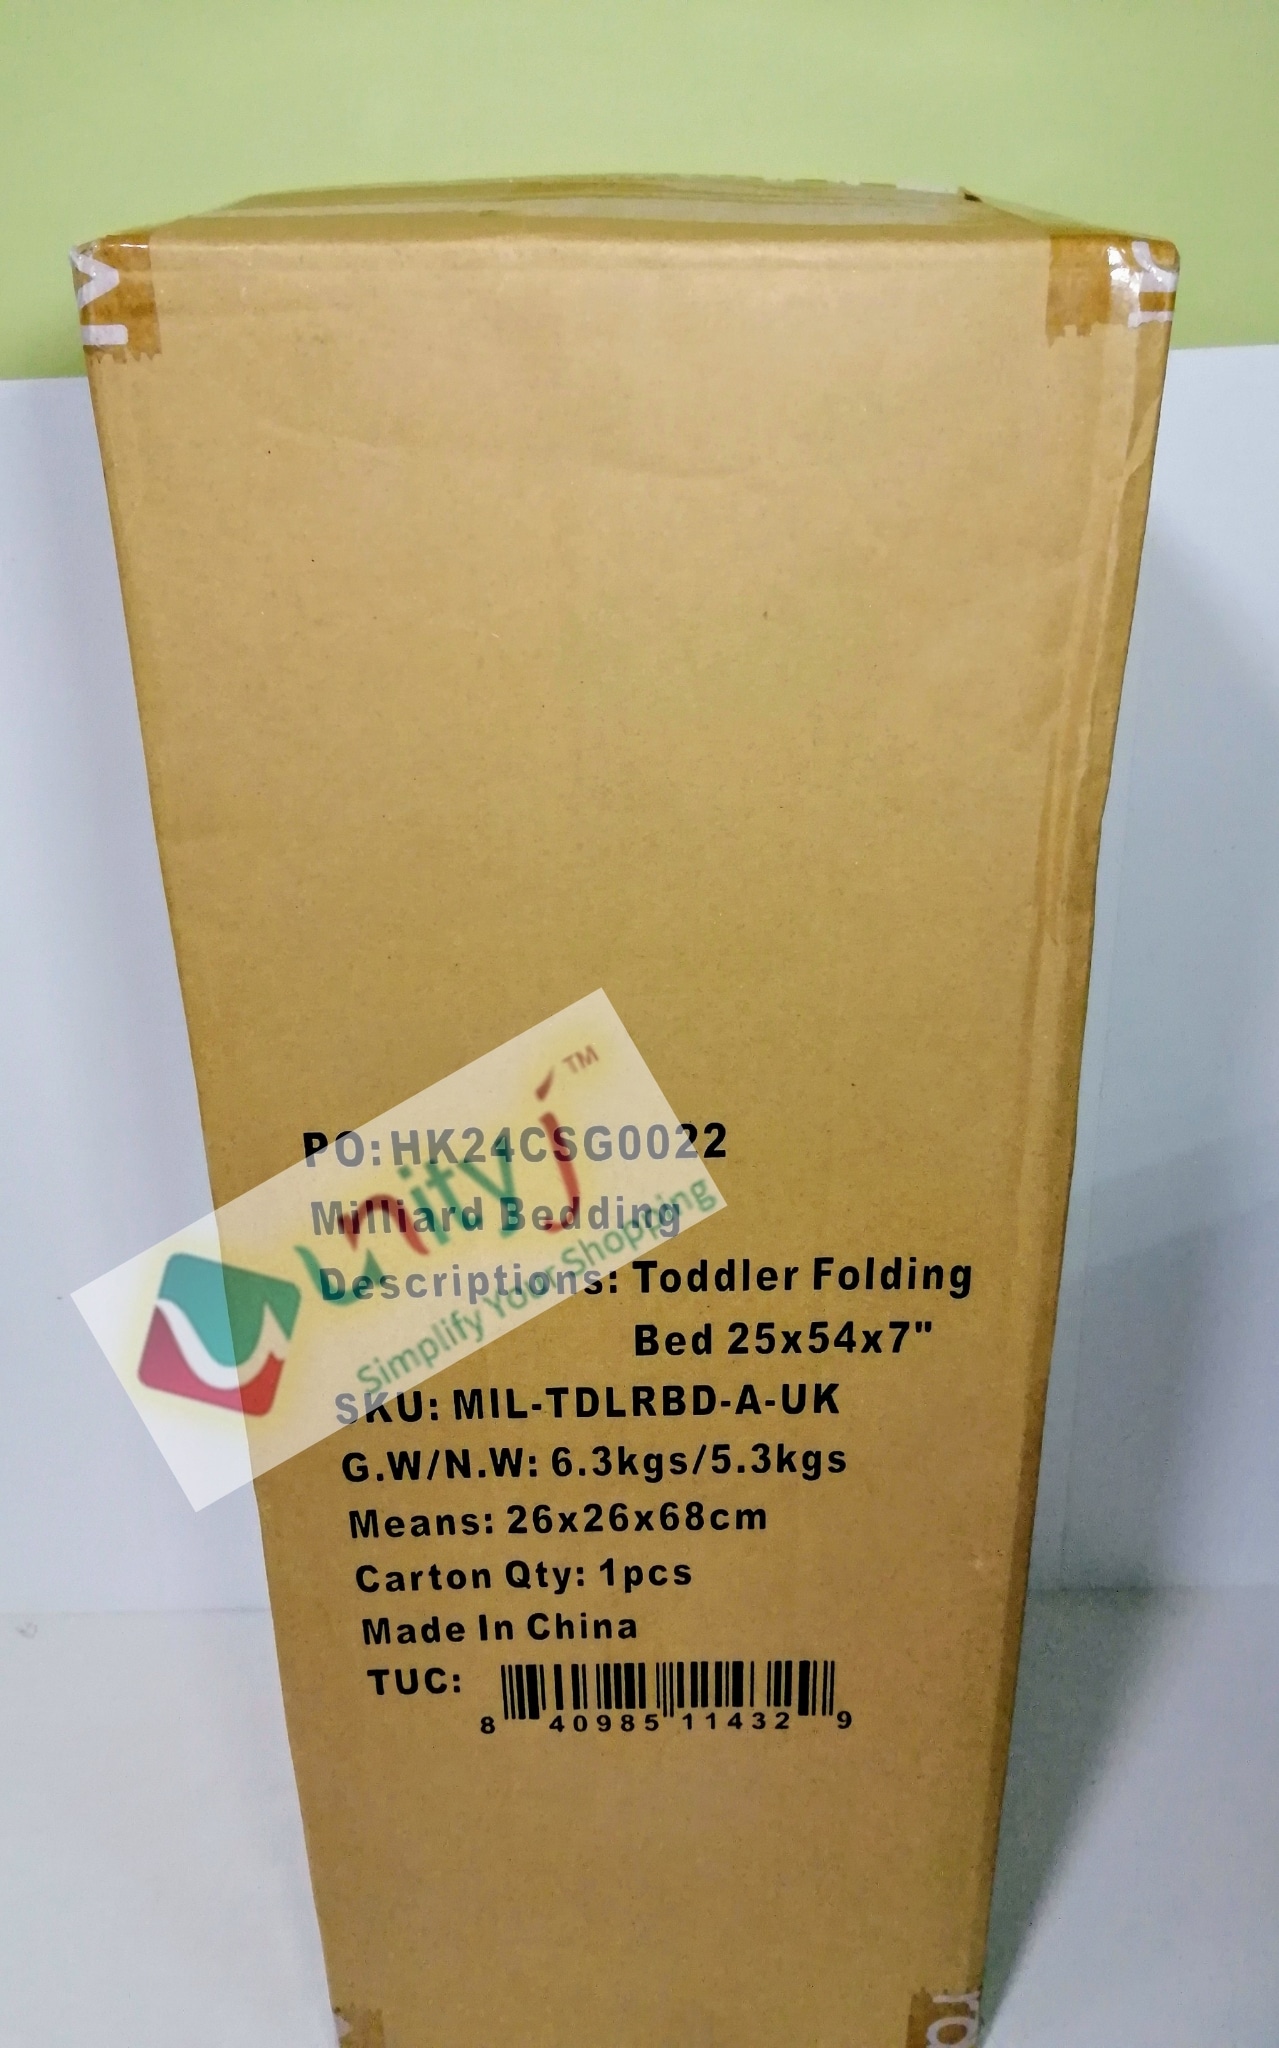 PO:HK24CSG0022
Milliard Bedding
Descriptions: Toddler Folding
Bed 25x54x7"
SKU: MIL-TDLRBD-A-UK
G.W/N.W: 6.3kgs/5.3kgs
Means: 26x26x68cm
Carton Qty: 1pcs
Made In China
TUC:
8 40985 11432 9
unityj™
Simplify Your Shopping